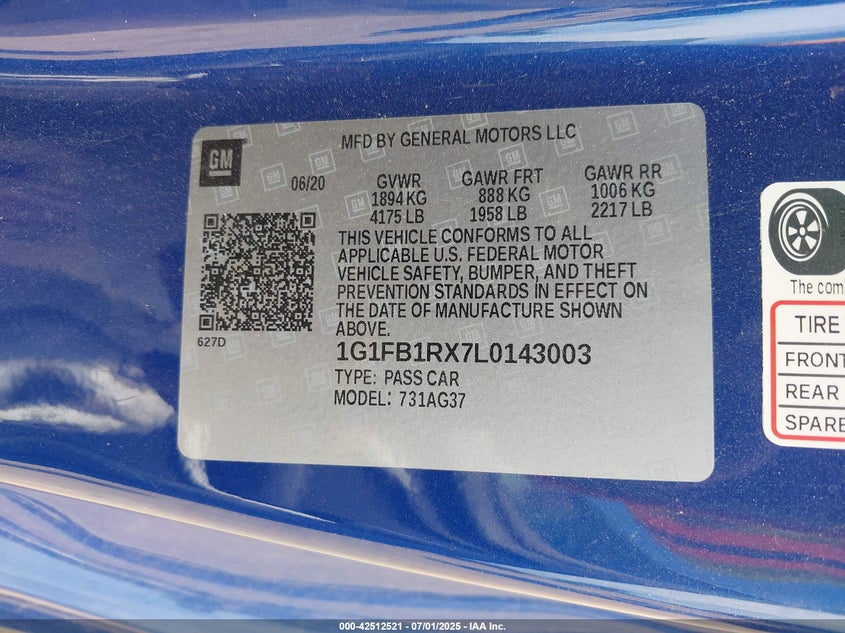 MFD BY GENERAL MOTORS LLC
GM
06/20
GVWR GAWR FRT GAWR RR
1894 KG 888 KG 1006 KG
4175 LB 1958 LB 2217 LB
THIS VEHICLE CONFORMS TO ALL
APPLICABLE U.S. FEDERAL MOTOR
VEHICLE SAFETY, BUMPER, AND THEFT
PREVENTION STANDARDS IN EFFECT ON
THE DATE OF MANUFACTURE SHOWN
ABOVE.
627D
1G1FB1RX7L0143003
TYPE: PASS CAR
MODEL: 731AG37
The com
TIRE
FRONT
REAR
SPARE
000-42512521 - 07/01/2025 - IAA Inc.